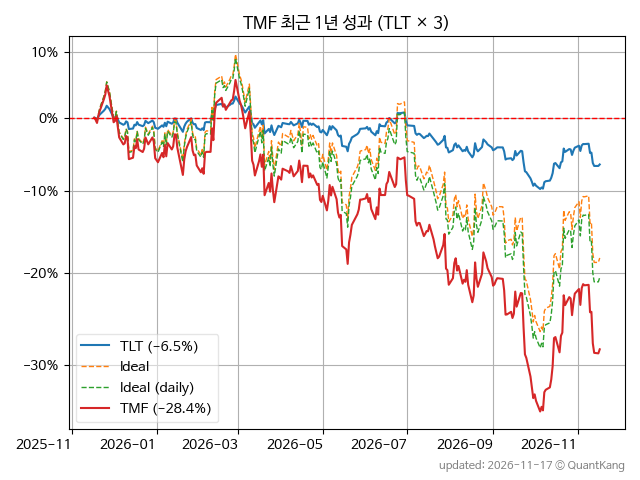 TMF 최근 1년 성과 (TLT × 3)
10%
0%
−10%
−20%
−30%
TLT (−6.5%)
Ideal
Ideal (daily)
TMF (−28.4%)
2025-11
2026-01
2026-03
2026-05
2026-07
2026-09
2026-11
updated: 2026-11-17 © QuantKang